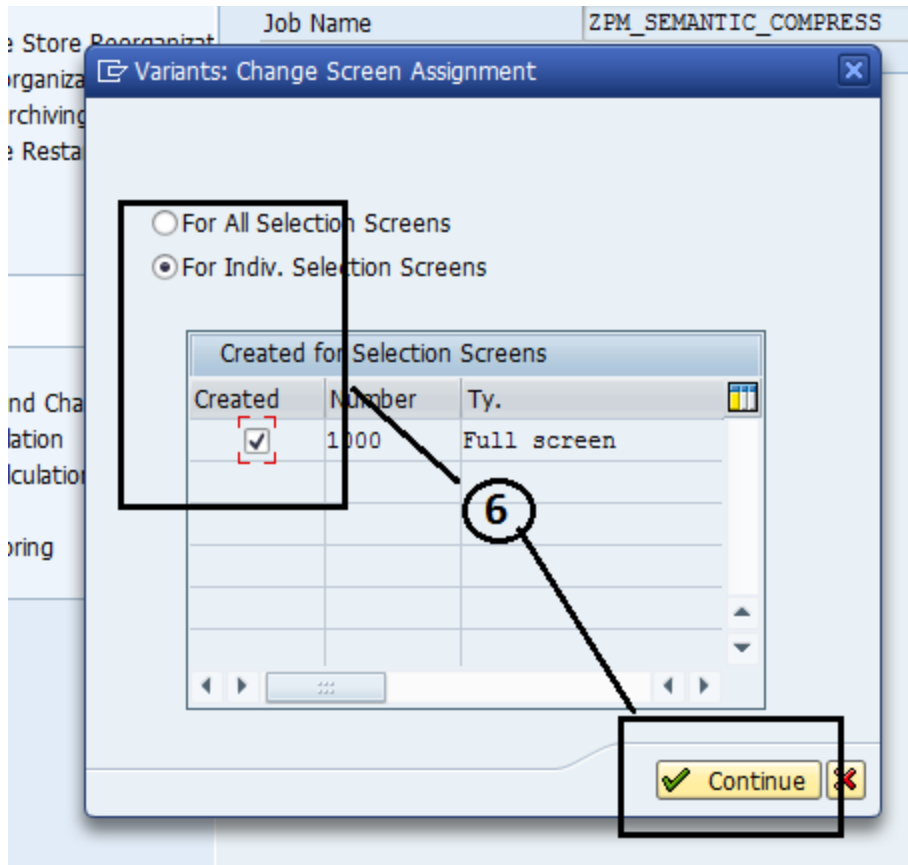 Job Name ZPM_SEMANTIC_COMPRESS
e Store Reorganizat
organiza
Variants: Change Screen Assignment
rchiving
e Resta
For All Selection Screens
For Indiv. Selection Screens
Created for Selection Screens
nd Cha
Created Number Ty.
lation
1000 Full screen
lculation
6
oring
Continue